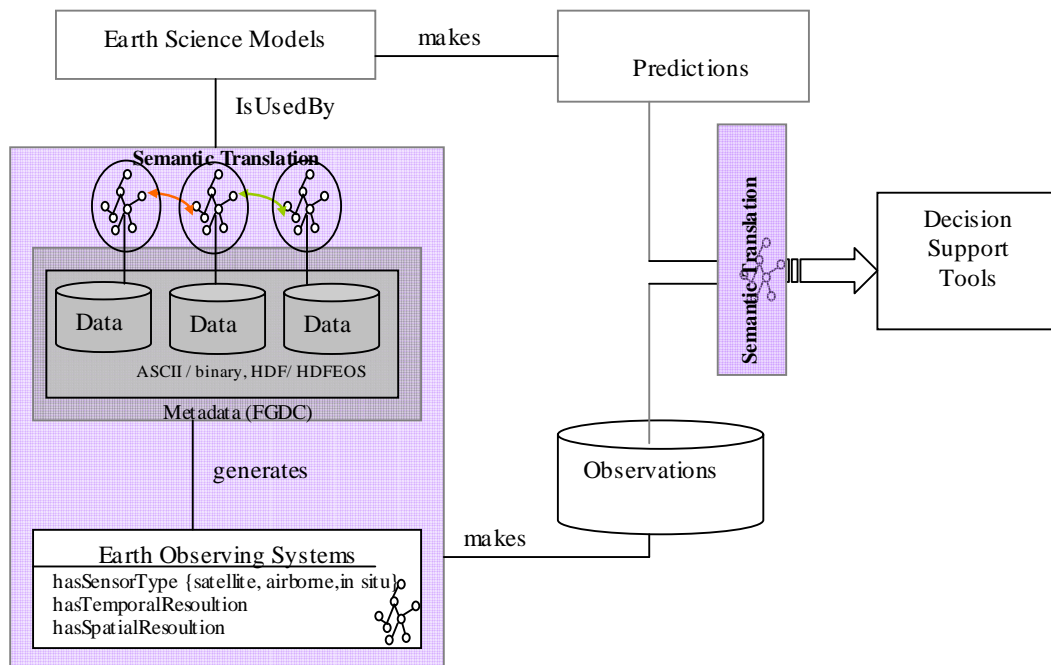 Earth Science Models
makes
Predictions
IsUsedBy
Semantic Translation
Data
Data
Data
ASCII / binary, HDF/ HDFEOS
Metadata (FGDC)
generates
Earth Observing Systems
hasSensorType {satellite, airborne,in situ}
hasTemporalResoultion
hasSpatialResoultion
makes
Observations
Semantic Translation
Decision
Support
Tools